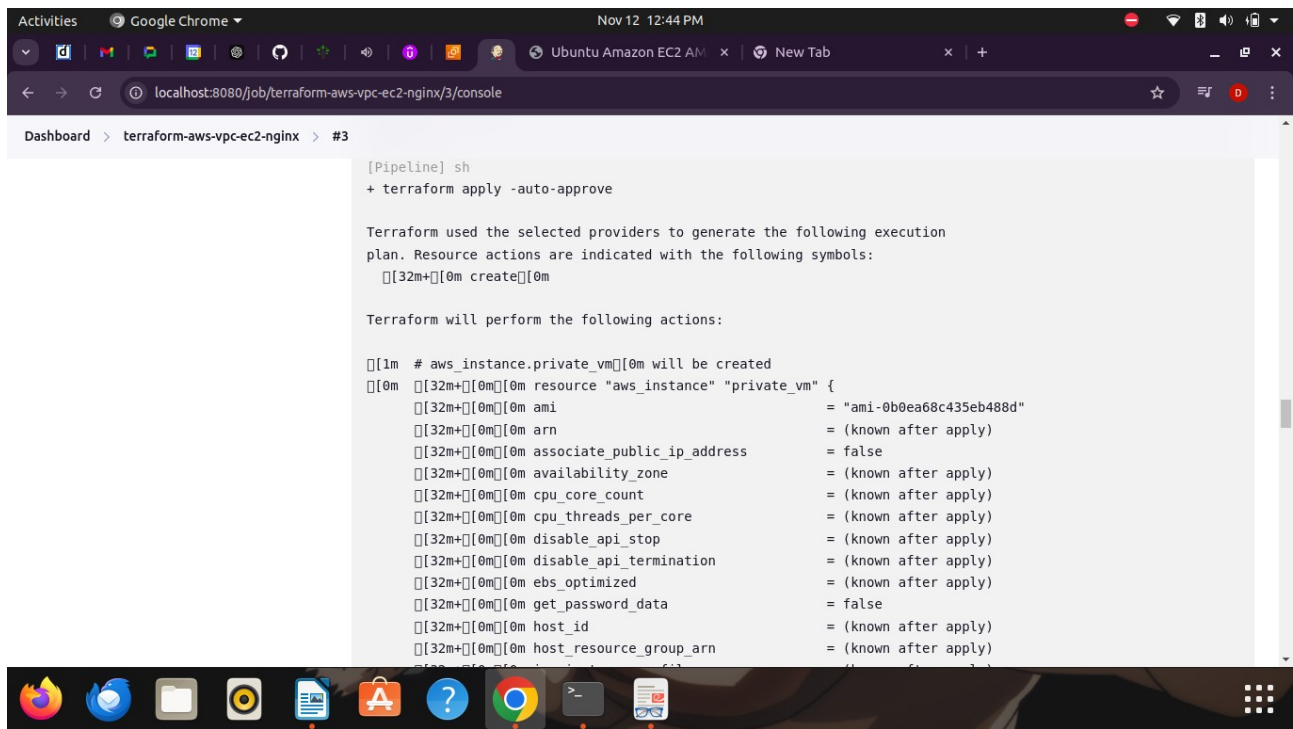 Activities Google Chrome Nov 12 12:44 PM
Ubuntu Amazon EC2 AM New Tab
localhost:8080/job/terraform-aws-vpc-ec2-nginx/3/console
Dashboard > terraform-aws-vpc-ec2-nginx > #3
[Pipeline] sh
+ terraform apply -auto-approve
Terraform used the selected providers to generate the following execution
plan. Resource actions are indicated with the following symbols:
▯[32m+▯[0m create▯[0m
Terraform will perform the following actions:
▯[1m  # aws_instance.private_vm▯[0m will be created
▯[0m  ▯[32m+▯[0m▯[0m resource "aws_instance" "private_vm" {
▯[32m+▯[0m▯[0m ami = "ami-0b0ea68c435eb488d"
▯[32m+▯[0m▯[0m arn = (known after apply)
▯[32m+▯[0m▯[0m associate_public_ip_address = false
▯[32m+▯[0m▯[0m availability_zone = (known after apply)
▯[32m+▯[0m▯[0m cpu_core_count = (known after apply)
▯[32m+▯[0m▯[0m cpu_threads_per_core = (known after apply)
▯[32m+▯[0m▯[0m disable_api_stop = (known after apply)
▯[32m+▯[0m▯[0m disable_api_termination = (known after apply)
▯[32m+▯[0m▯[0m ebs_optimized = (known after apply)
▯[32m+▯[0m▯[0m get_password_data = false
▯[32m+▯[0m▯[0m host_id = (known after apply)
▯[32m+▯[0m▯[0m host_resource_group_arn = (known after apply)